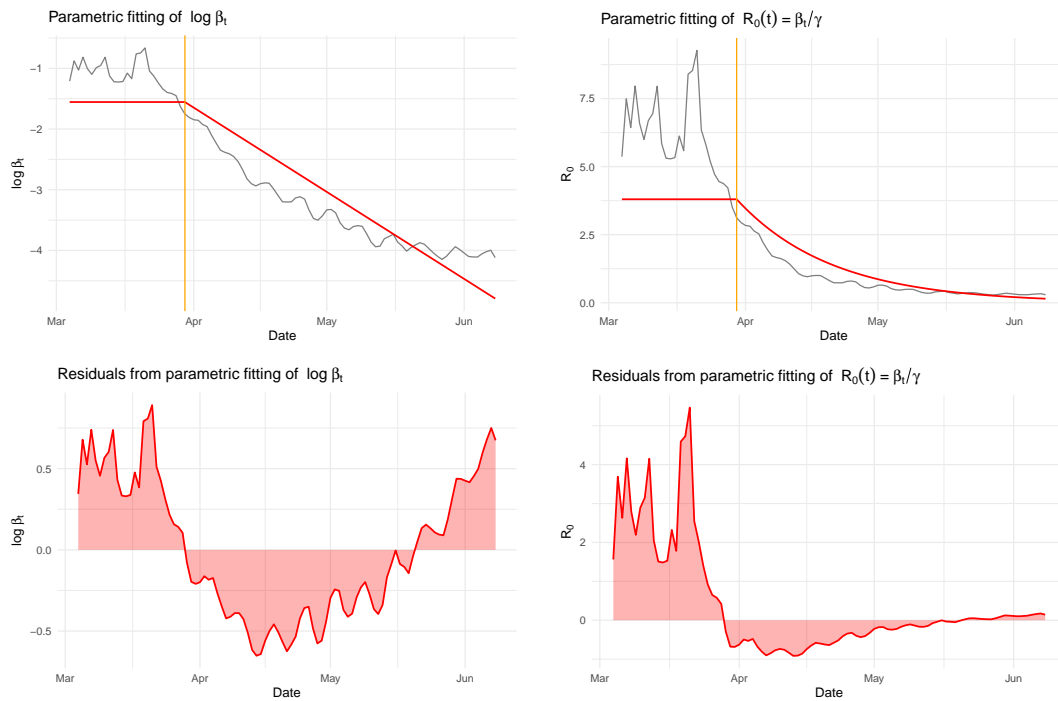 Parametric fitting of log βt
−1
−2
−3
−4
log βt
Mar
Apr
May
Jun
Date
Parametric fitting of R0(t) = βt/γ
7.5
5.0
2.5
0.0
R0
Mar
Apr
May
Jun
Date
Residuals from parametric fitting of log βt
0.5
0.0
−0.5
log βt
Mar
Apr
May
Jun
Date
Residuals from parametric fitting of R0(t) = βt/γ
4
2
0
R0
Mar
Apr
May
Jun
Date